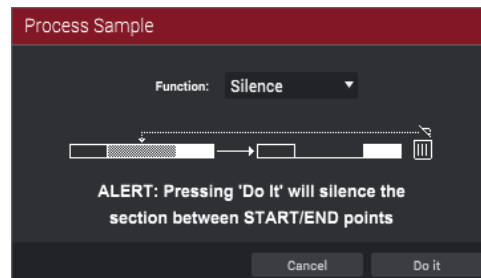 Process Sample
Function: Silence
ALERT: Pressing 'Do It' will silence the
section between START/END points
Cancel Do it